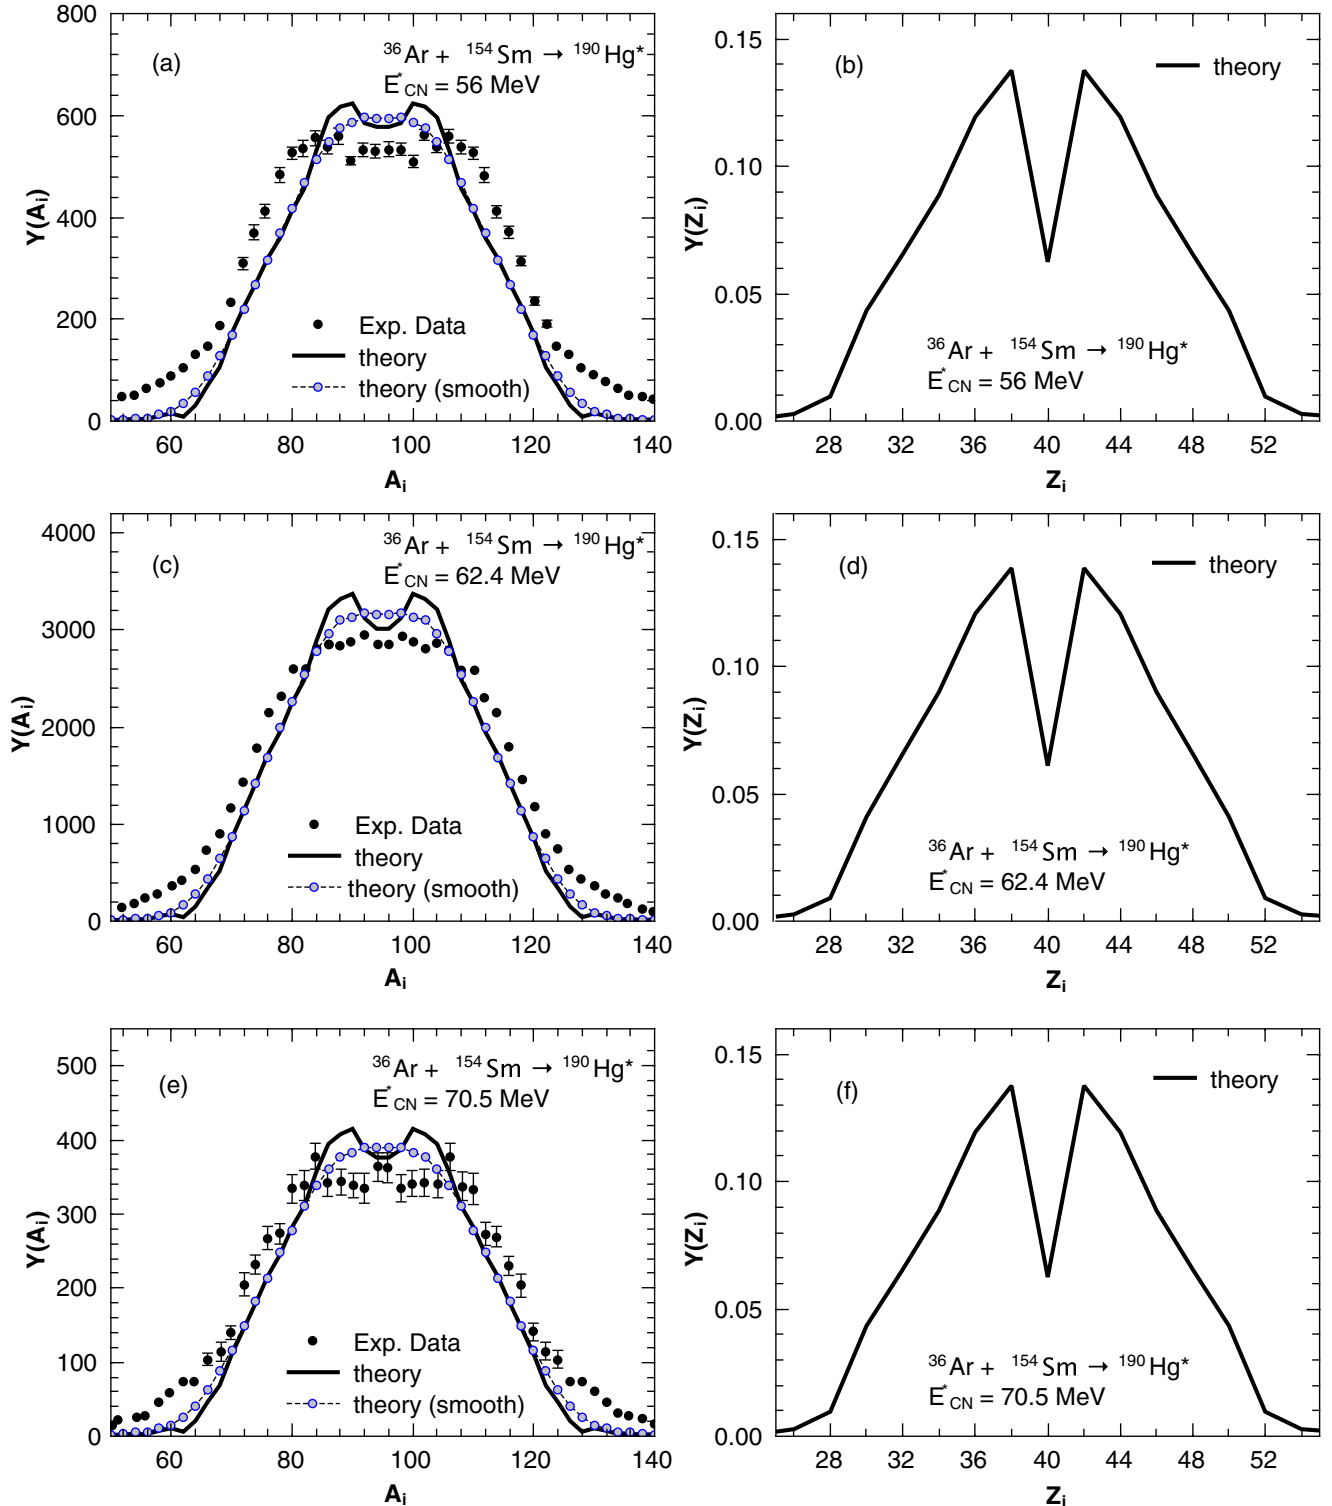 800
600
400
200
0
(a)
³⁶Ar + ¹⁵⁴Sm → ¹⁹⁰Hg*
E*CN = 56 MeV
Exp. Data
theory
theory (smooth)
Y(Aᵢ)
60 80 100 120 140
Aᵢ
0.15
0.10
0.05
0.00
(b)
theory
³⁶Ar + ¹⁵⁴Sm → ¹⁹⁰Hg*
E*CN = 56 MeV
Y(Zᵢ)
28 32 36 40 44 48 52
Zᵢ
4000
3000
2000
1000
0
(c)
³⁶Ar + ¹⁵⁴Sm → ¹⁹⁰Hg*
E*CN = 62.4 MeV
Exp. Data
theory
theory (smooth)
Y(Aᵢ)
60 80 100 120 140
Aᵢ
0.15
0.10
0.05
0.00
(d)
theory
³⁶Ar + ¹⁵⁴Sm → ¹⁹⁰Hg*
E*CN = 62.4 MeV
Y(Zᵢ)
28 32 36 40 44 48 52
Zᵢ
500
400
300
200
100
0
(e)
³⁶Ar + ¹⁵⁴Sm → ¹⁹⁰Hg*
E*CN = 70.5 MeV
Exp. Data
theory
theory (smooth)
Y(Aᵢ)
60 80 100 120 140
Aᵢ
0.15
0.10
0.05
0.00
(f)
theory
³⁶Ar + ¹⁵⁴Sm → ¹⁹⁰Hg*
E*CN = 70.5 MeV
Y(Zᵢ)
28 32 36 40 44 48 52
Zᵢ